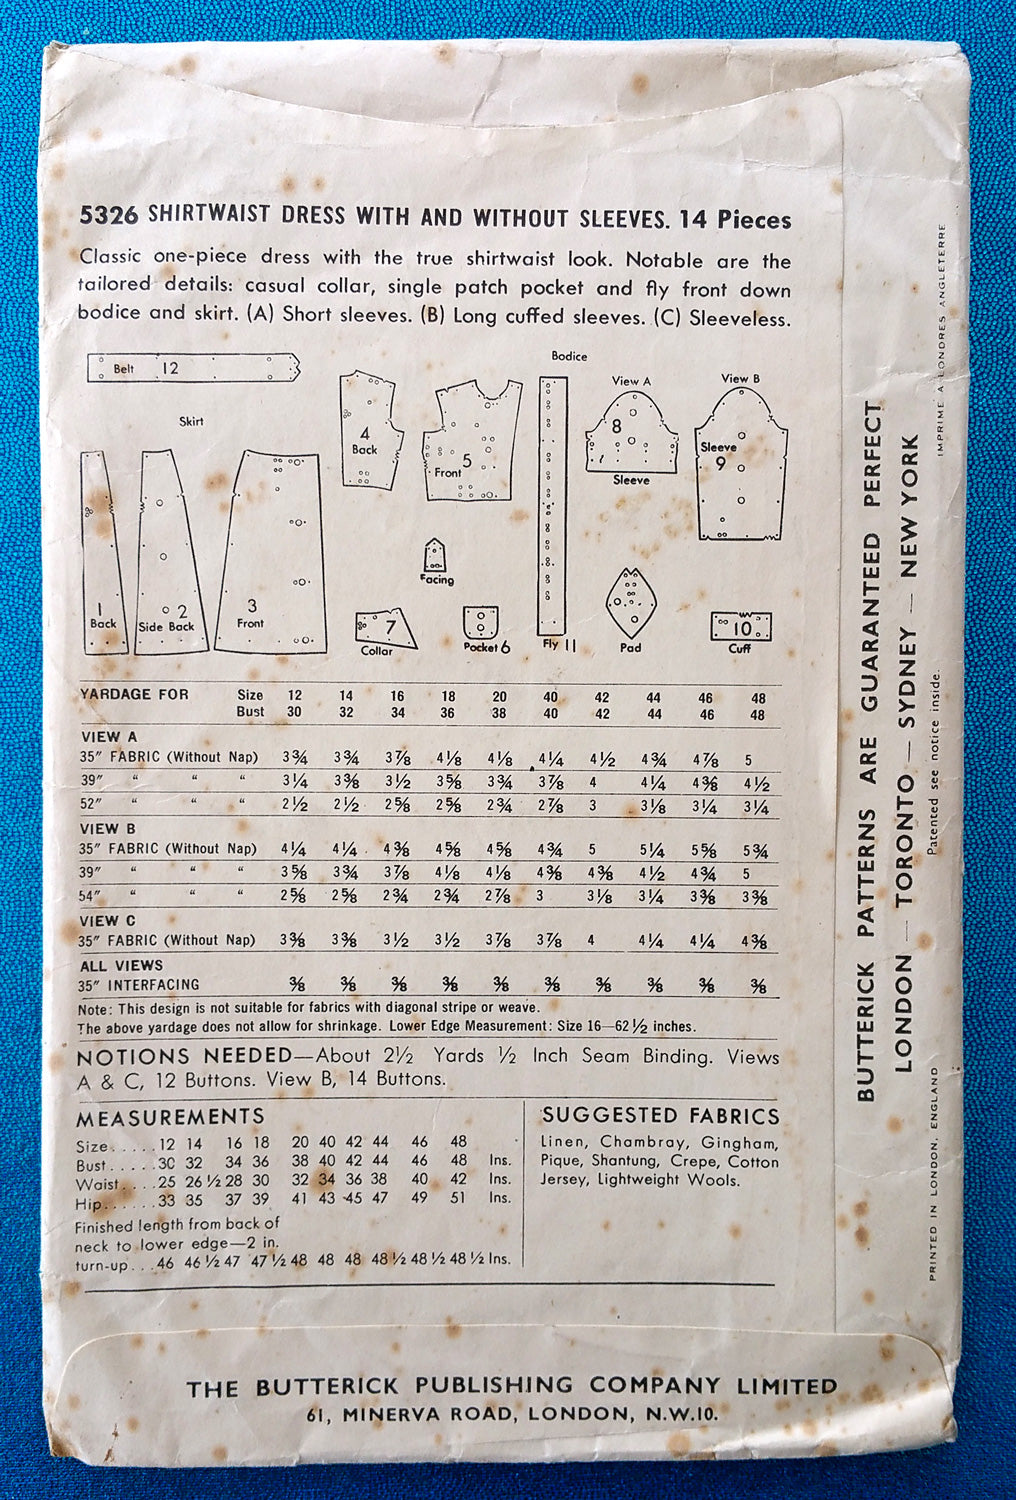 5326 SHIRTWAIST DRESS WITH AND WITHOUT SLEEVES. 14 Pieces
Classic one-piece dress with the true shirtwaist look. Notable are the
tailored details: casual collar, single patch pocket and fly front down
bodice and skirt. (A) Short sleeves. (B) Long cuffed sleeves. (C) Sleeveless.
Belt 12
Bodice
View A
View B
Skirt
4
Back
5
Front
8
Sleeve
Sleeve
9
Facing
1
Back
2
Side Back
3
Front
7
Collar
Pocket 6
Fly 11
Pad
10
Cuff
YARDAGE FOR Size 12 14 16 18 20 40 42 44 46 48
Bust 30 32 34 36 38 40 42 44 46 48
VIEW A
35" FABRIC (Without Nap) 3¾ 3¾ 3⅞ 4⅛ 4⅛ 4¼ 4½ 4¾ 4⅞ 5
39" " " " 3¼ 3⅜ 3½ 3⅝ 3¾ 3⅞ 4 4¼ 4⅜ 4½
52" " " " 2½ 2½ 2⅝ 2⅝ 2¾ 2⅞ 3 3⅛ 3¼ 3¼
VIEW B
35" FABRIC (Without Nap) 4¼ 4¼ 4⅜ 4⅝ 4⅝ 4¾ 5 5¼ 5⅝ 5¾
39" " " " 3⅝ 3¾ 3⅞ 4⅛ 4⅛ 4⅜ 4⅜ 4½ 4¾ 5
54" " " " 2⅝ 2⅝ 2¾ 2¾ 2⅞ 3 3⅛ 3¼ 3⅜ 3⅜
VIEW C
35" FABRIC (Without Nap) 3⅜ 3⅜ 3½ 3½ 3⅞ 3⅞ 4 4¼ 4¼ 4⅜
ALL VIEWS
35" INTERFACING ⅜ ⅜ ⅜ ⅜ ⅜ ⅜ ⅜ ⅜ ⅜ ⅜
Note: This design is not suitable for fabrics with diagonal stripe or weave.
The above yardage does not allow for shrinkage. Lower Edge Measurement: Size 16—62½ inches.
NOTIONS NEEDED—About 2½ Yards ½ Inch Seam Binding. Views
A & C, 12 Buttons. View B, 14 Buttons.
MEASUREMENTS
Size......12 14 16 18 20 40 42 44 46 48
Bust.....30 32 34 36 38 40 42 44 46 48 Ins.
Waist....25 26½ 28 30 32 34 36 38 40 42 Ins.
Hip......33 35 37 39 41 43 45 47 49 51 Ins.
Finished length from back of
neck to lower edge—2 in.
turn-up...46 46½ 47 47½ 48 48 48 48½ 48½ 48½ Ins.
SUGGESTED FABRICS
Linen, Chambray, Gingham,
Pique, Shantung, Crepe, Cotton
Jersey, Lightweight Wools.
THE BUTTERICK PUBLISHING COMPANY LIMITED
61, MINERVA ROAD, LONDON, N.W.10.
BUTTERICK PATTERNS ARE GUARANTEED PERFECT
LONDON — TORONTO — SYDNEY — NEW YORK
PRINTED IN LONDON, ENGLAND
Patented see notice inside.
IMPRIMÉ À LONDRES ANGLETERRE